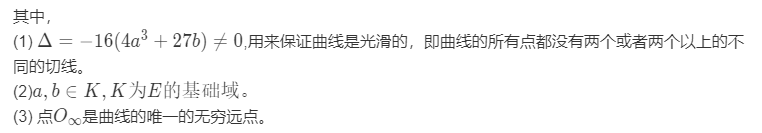 其中，
(1) Δ = −16(4a³ + 27b) ≠ 0,用来保证曲线是光滑的，即曲线的所有点都没有两个或者两个以上的不
同的切线。
(2)a, b ∈ K, K为E的基础域。
(3) 点O∞是曲线的唯一的无穷远点。